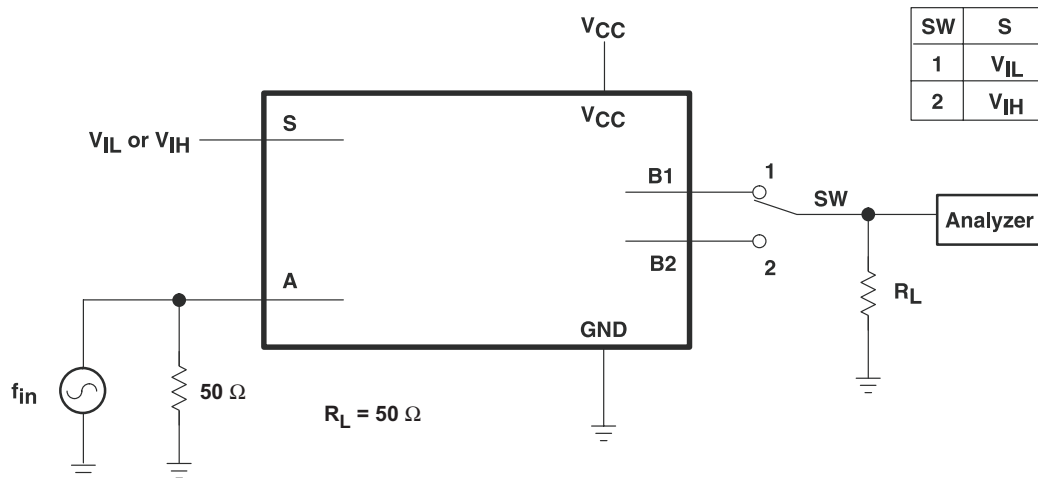 VCC
SW S
1 VIL
2 VIH
VCC
S
VIL or VIH
B1
1
SW
Analyzer
B2
2
A
RL
GND
fin
50 Ω
RL = 50 Ω